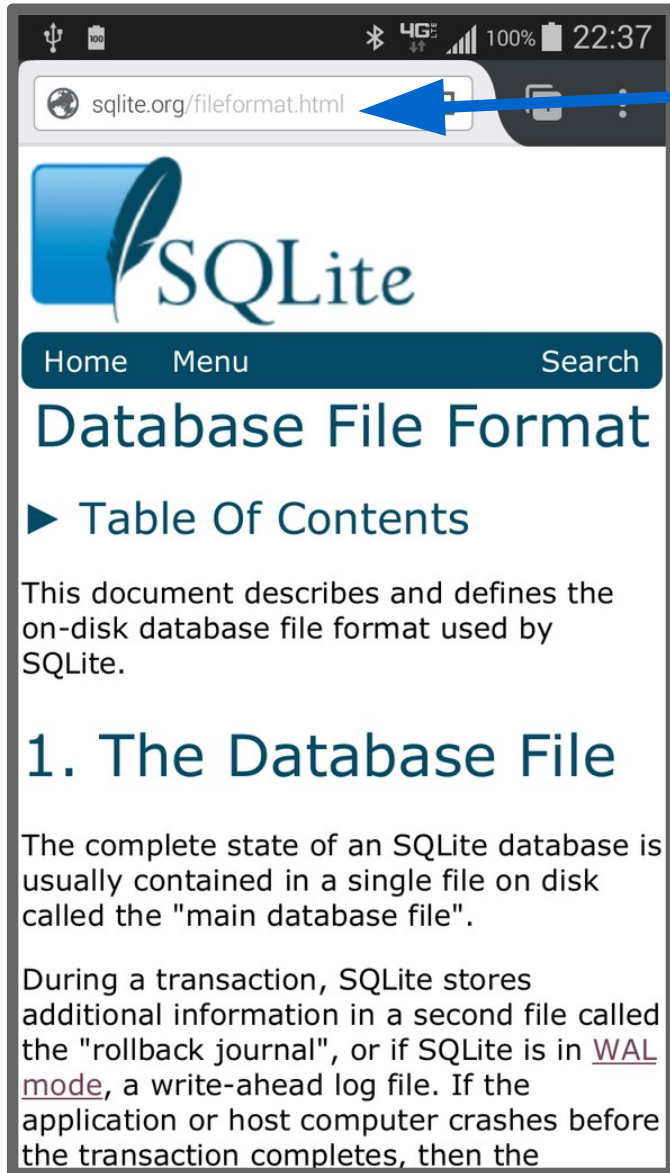 100
4G LTE 100% 22:37
sqlite.org/fileformat.html
SQLite
Home Menu Search
Database File Format
► Table Of Contents
This document describes and defines the
on-disk database file format used by
SQLite.
1. The Database File
The complete state of an SQLite database is
usually contained in a single file on disk
called the "main database file".
During a transaction, SQLite stores
additional information in a second file called
the "rollback journal", or if SQLite is in WAL
mode, a write-ahead log file. If the
application or host computer crashes before
the transaction completes, then the